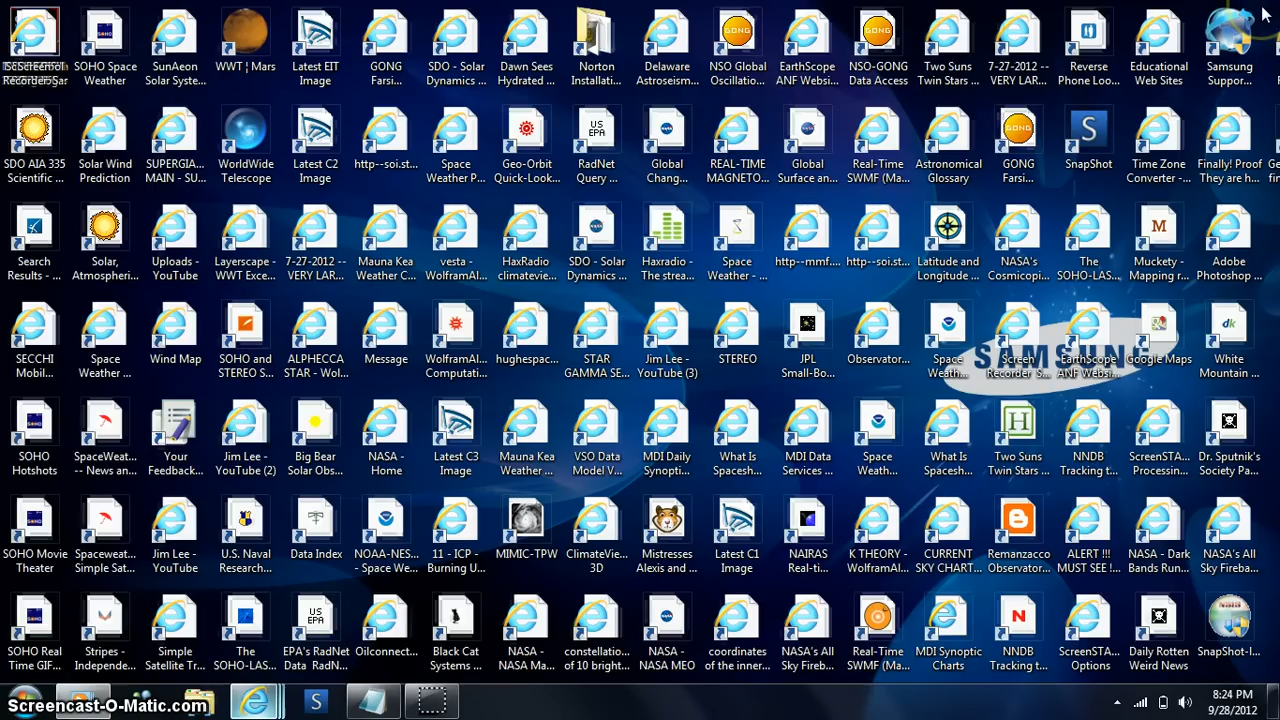 SOHO Space
Weather
SunAeon
Solar Syste...
WWT ¦ Mars
Latest EIT
Image
GONG
Farsi...
SDO - Solar
Dynamics ...
Dawn Sees
Hydrated ...
Norton
Installati...
Delaware
Astroseism...
GONG
NSO Global
Oscillatio...
EarthScope
ANF Websi...
GONG
NSO-GONG
Data Access
Two Suns
Twin Stars ...
7-27-2012 --
VERY LAR...
Reverse
Phone Loo...
Educational
Web Sites
Samsung
Suppor...
SDO AIA 335
Scientific ...
Solar Wind
Prediction
SUPERGIA...
MAIN - SU...
WorldWide
Telescope
Latest C2
Image
http--soi.st...
Space
Weather P...
Geo-Orbit
Quick-Look...
US
EPA
RadNet
Query ...
Global
Chang...
REAL-TIME
MAGNETO...
Global
Surface an...
Real-Time
SWMF (Ma...
Astronomical
Glossary
GONG
GONG
Farsi...
S
SnapShot
Time Zone
Converter -...
Finally! Proof
They are h...
Search
Results - ...
Solar,
Atmospheri...
Uploads -
YouTube
Layerscape -
WWT Exce...
7-27-2012 --
VERY LAR...
Mauna Kea
Weather C...
vesta -
WolframAl...
HaxRadio
climatevie...
SDO - Solar
Dynamics ...
Haxradio -
The strea...
Space
Weather - ...
http--mmf....
http--soi.st...
Latitude and
Longitude ...
NASA's
Cosmicopi...
The
SOHO-LAS...
M
Muckety -
Mapping r...
Adobe
Photoshop ...
SECCHI
Mobil...
Space
Weather ...
Wind Map
SOHO and
STEREO S...
ALPHECCA
STAR - Wol...
Message
WolframAl...
Computati...
hughespac...
STAR
GAMMA SE...
Jim Lee -
YouTube (3)
STEREO
JPL
Small-Bo...
Observator...
Space
Weath...
Screen
Recorder S...
EarthScope
ANF Websi...
Google Maps
dk
White
Mountain ...
SAMSUNG
SOHO
Hotshots
SpaceWeat...
-- News an...
Your
Feedback...
Jim Lee -
YouTube (2)
Big Bear
Solar Obs...
NASA -
Home
Latest C3
Image
Mauna Kea
Weather ...
VSO Data
Model V...
MDI Daily
Synopti...
What Is
Spacesh...
MDI Data
Services ...
Space
Weath...
What Is
Spacesh...
H
Two Suns
Twin Stars ...
NNDB
Tracking t...
ScreenSTA...
Processin...
Dr. Sputnik's
Society Pa...
SOHO Movie
Theater
Spaceweat...
Simple Sat...
Jim Lee -
YouTube
U.S. Naval
Research...
Data Index
NOAA-NES...
- Space We...
11 - ICP -
Burning U...
MIMIC-TPW
ClimateVie...
3D
Mistresses
Alexis and ...
Latest C1
Image
NAIRAS
Real-ti...
K THEORY -
WolframAl...
CURRENT
SKY CHART...
Remanzacco
Observator...
ALERT !!!
MUST SEE !...
NASA - Dark
Bands Run...
NASA's All
Sky Fireba...
SOHO Real
Time GIF...
Stripes -
Independe...
Simple
Satellite Tr...
The
SOHO-LAS...
US
EPA
EPA's RadNet
Data RadN...
Oilconnect...
Black Cat
Systems ...
NASA -
NASA Ma...
constellatio...
of 10 bright...
NASA -
NASA MEO
coordinates
of the inner...
NASA's All
Sky Fireb...
Real-Time
SWMF (Ma...
MDI Synoptic
Charts
N
NNDB
Tracking t...
ScreenSTA...
Options
Daily Rotten
Weird News
SnapShot-I...
Screencast-O-Matic.com
S
8:24 PM
9/28/2012